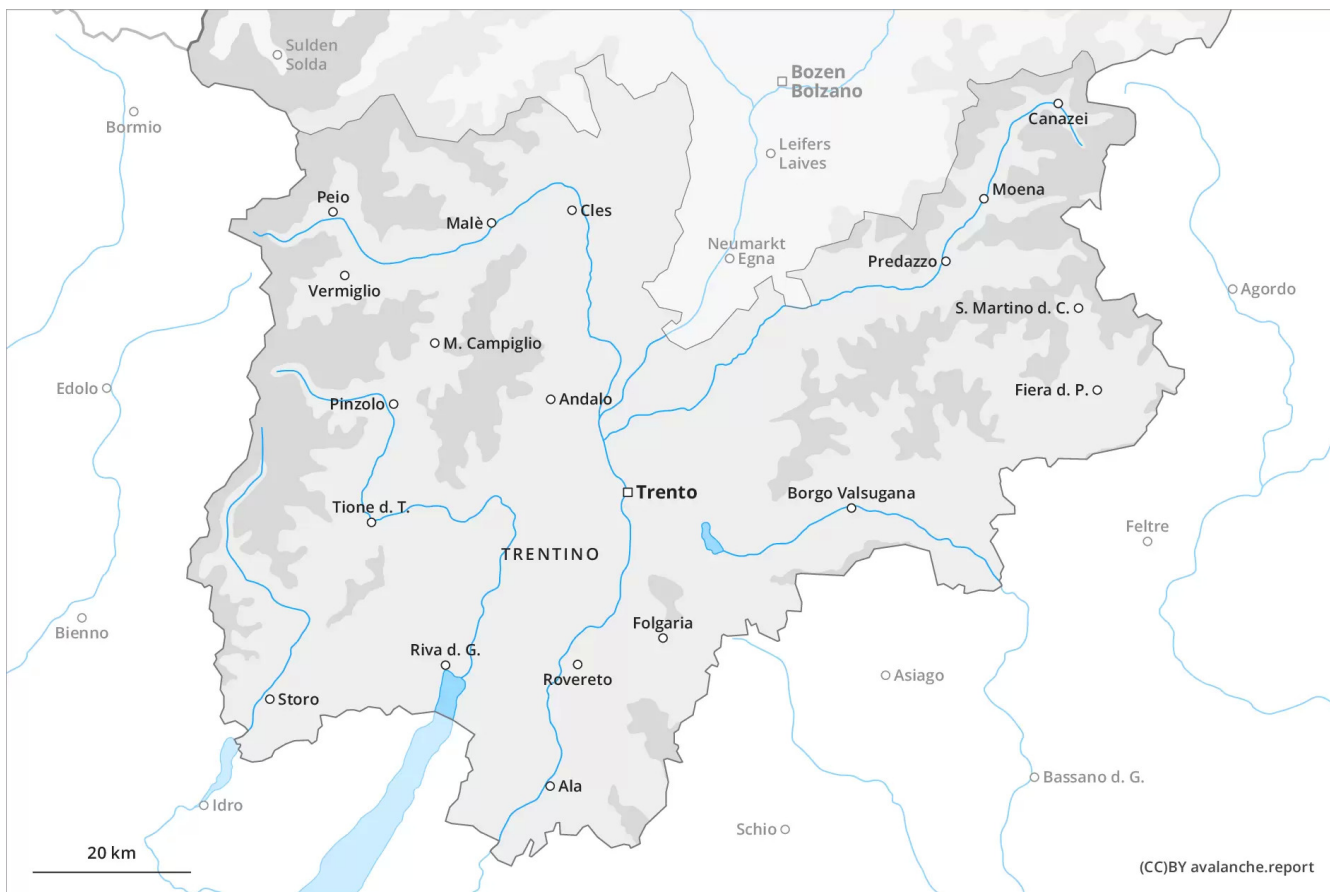 Sulden
Solda
Bozen
Bolzano
Bormio
Canazei
Leifers
Laives
Peio
Moena
Malè
Cles
Neumarkt
Egna
Predazzo
Vermiglio
Agordo
S. Martino d. C.
M. Campiglio
Edolo
Fiera d. P.
Pinzolo
Andalo
Trento
Borgo Valsugana
Tione d. T.
Feltre
TRENTINO
Bienno
Folgaria
Riva d. G.
Asiago
Rovereto
Storo
Bassano d. G.
Ala
Idro
Schio
20 km
(CC)BY avalanche.report